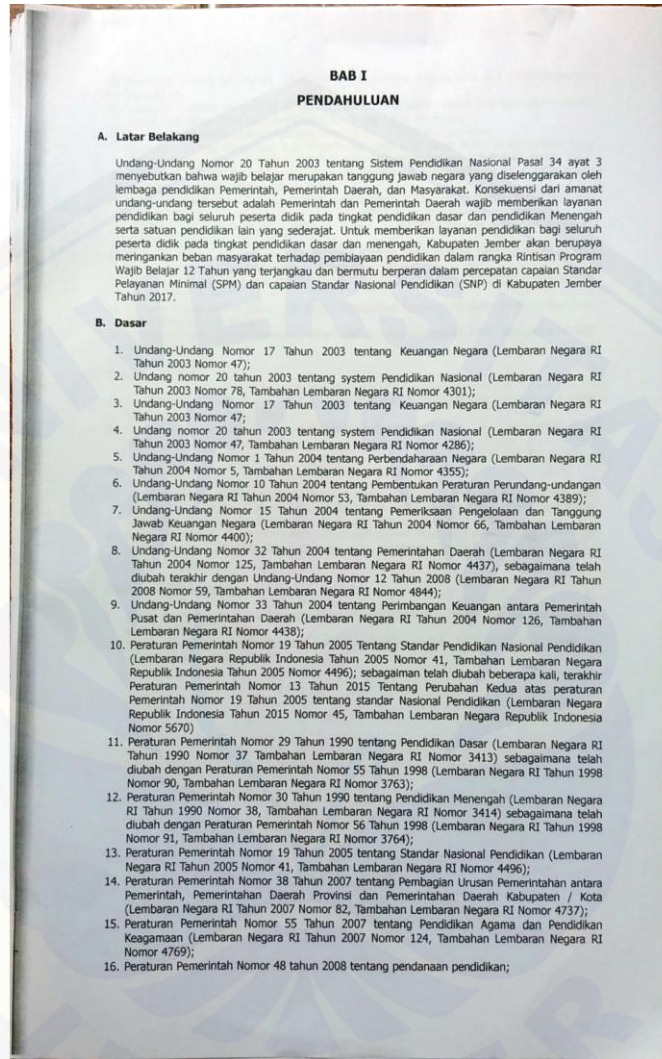 BAB I
PENDAHULUAN
A. Latar Belakang
Undang-Undang Nomor 20 Tahun 2003 tentang Sistem Pendidikan Nasional Pasal 34 ayat 3
menyebutkan bahwa wajib belajar merupakan tanggung jawab negara yang diselenggarakan oleh
lembaga pendidikan Pemerintah, Pemerintah Daerah, dan Masyarakat. Konsekuensi dari amanat
undang-undang tersebut adalah Pemerintah dan Pemerintah Daerah wajib memberikan layanan
pendidikan bagi seluruh peserta didik pada tingkat pendidikan dasar dan pendidikan Menengah
serta satuan pendidikan lain yang sederajat. Untuk memberikan layanan pendidikan bagi seluruh
peserta didik pada tingkat pendidikan dasar dan menengah, Kabupaten Jember akan berupaya
meringankan beban masyarakat terhadap pembiayaan pendidikan dalam rangka Rintisan Program
Wajib Belajar 12 Tahun yang terjangkau dan bermutu berperan dalam percepatan capaian Standar
Pelayanan Minimal (SPM) dan capaian Standar Nasional Pendidikan (SNP) di Kabupaten Jember
Tahun 2017.
B. Dasar
1. Undang-Undang Nomor 17 Tahun 2003 tentang Keuangan Negara (Lembaran Negara RI
Tahun 2003 Nomor 47);
2. Undang nomor 20 tahun 2003 tentang system Pendidikan Nasional (Lembaran Negara RI
Tahun 2003 Nomor 78, Tambahan Lembaran Negara RI Nomor 4301);
3. Undang-Undang Nomor 17 Tahun 2003 tentang Keuangan Negara (Lembaran Negara RI
Tahun 2003 Nomor 47;
4. Undang nomor 20 tahun 2003 tentang system Pendidikan Nasional (Lembaran Negara RI
Tahun 2003 Nomor 47, Tambahan Lembaran Negara RI Nomor 4286);
5. Undang-Undang Nomor 1 Tahun 2004 tentang Perbendaharaan Negara (Lembaran Negara RI
Tahun 2004 Nomor 5, Tambahan Lembaran Negara RI Nomor 4355);
6. Undang-Undang Nomor 10 Tahun 2004 tentang Pembentukan Peraturan Perundang-undangan
(Lembaran Negara RI Tahun 2004 Nomor 53, Tambahan Lembaran Negara RI Nomor 4389);
7. Undang-Undang Nomor 15 Tahun 2004 tentang Pemeriksaan Pengelolaan dan Tanggung
Jawab Keuangan Negara (Lembaran Negara RI Tahun 2004 Nomor 66, Tambahan Lembaran
Negara RI Nomor 4400);
8. Undang-Undang Nomor 32 Tahun 2004 tentang Pemerintahan Daerah (Lembaran Negara RI
Tahun 2004 Nomor 125, Tambahan Lembaran Negara RI Nomor 4437), sebagaimana telah
diubah terakhir dengan Undang-Undang Nomor 12 Tahun 2008 (Lembaran Negara RI Tahun
2008 Nomor 59, Tambahan Lembaran Negara RI Nomor 4844);
9. Undang-Undang Nomor 33 Tahun 2004 tentang Perimbangan Keuangan antara Pemerintah
Pusat dan Pemerintahan Daerah (Lembaran Negara RI Tahun 2004 Nomor 126, Tambahan
Lembaran Negara RI Nomor 4438);
10. Peraturan Pemerintah Nomor 19 Tahun 2005 Tentang Standar Pendidikan Nasional Pendidikan
(Lembaran Negara Republik Indonesia Tahun 2005 Nomor 41, Tambahan Lembaran Negara
Republik Indonesia Tahun 2005 Nomor 4496); sebagaiman telah diubah beberapa kali, terakhir
Peraturan Pemerintah Nomor 13 Tahun 2015 Tentang Perubahan Kedua atas peraturan
Pemerintah Nomor 19 Tahun 2005 tentang standar Nasional Pendidikan (Lembaran Negara
Republik Indonesia Tahun 2015 Nomor 45, Tambahan Lembaran Negara Republik Indonesia
Nomor 5670)
11. Peraturan Pemerintah Nomor 29 Tahun 1990 tentang Pendidikan Dasar (Lembaran Negara RI
Tahun 1990 Nomor 37 Tambahan Lembaran Negara RI Nomor 3413) sebagaimana telah
diubah dengan Peraturan Pemerintah Nomor 55 Tahun 1998 (Lembaran Negara RI Tahun 1998
Nomor 90, Tambahan Lembaran Negara RI Nomor 3763);
12. Peraturan Pemerintah Nomor 30 Tahun 1990 tentang Pendidikan Menengah (Lembaran Negara
RI Tahun 1990 Nomor 38, Tambahan Lembaran Negara RI Nomor 3414) sebagaimana telah
diubah dengan Peraturan Pemerintah Nomor 56 Tahun 1998 (Lembaran Negara RI Tahun 1998
Nomor 91, Tambahan Lembaran Negara RI Nomor 3764);
13. Peraturan Pemerintah Nomor 19 Tahun 2005 tentang Standar Nasional Pendidikan (Lembaran
Negara RI Tahun 2005 Nomor 41, Tambahan Lembaran Negara RI Nomor 4496);
14. Peraturan Pemerintah Nomor 38 Tahun 2007 tentang Pembagian Urusan Pemerintahan antara
Pemerintah, Pemerintahan Daerah Provinsi dan Pemerintahan Daerah Kabupaten / Kota
(Lembaran Negara RI Tahun 2007 Nomor 82, Tambahan Lembaran Negara RI Nomor 4737);
15. Peraturan Pemerintah Nomor 55 Tahun 2007 tentang Pendidikan Agama dan Pendidikan
Keagamaan (Lembaran Negara RI Tahun 2007 Nomor 124, Tambahan Lembaran Negara RI
Nomor 4769);
16. Peraturan Pemerintah Nomor 48 tahun 2008 tentang pendanaan pendidikan;